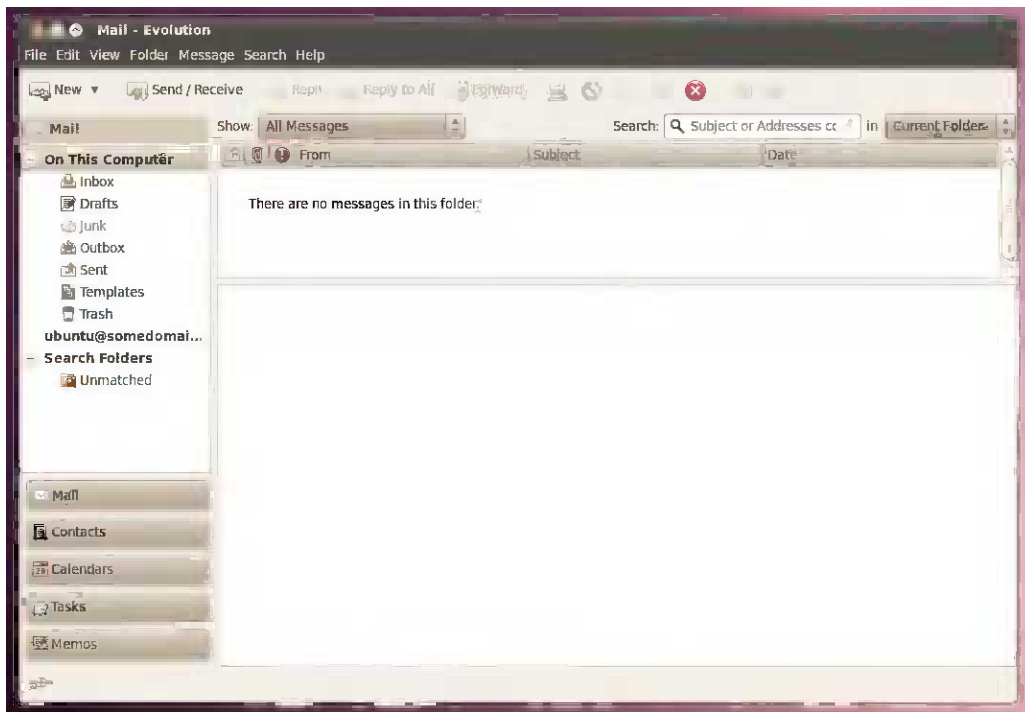 Mail - Evolution
File Edit View Folder Message Search Help
New Send / Receive Reply Reply to All Forward
Mail
Show: All Messages Search: Subject or Addresses cc in Current Folder
On This Computer
From Subject Date
Inbox
There are no messages in this folder.
Drafts
Junk
Outbox
Sent
Templates
Trash
ubuntu@somedomai...
Search Folders
Unmatched
Mail
Contacts
Calendars
Tasks
Memos